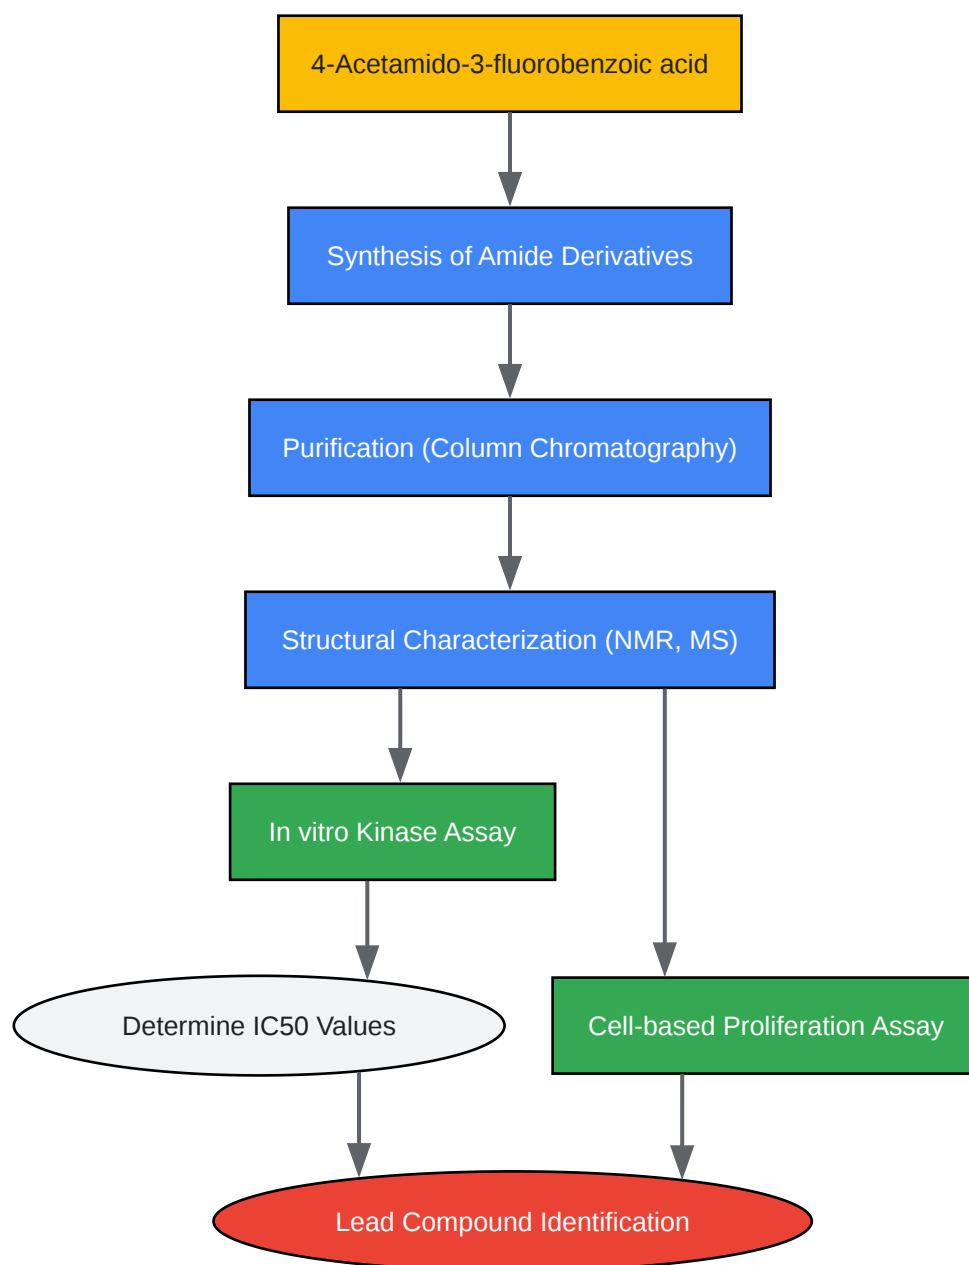 4-Acetamido-3-fluorobenzoic acid
Synthesis of Amide Derivatives
Purification (Column Chromatography)
Structural Characterization (NMR, MS)
In vitro Kinase Assay
Determine IC50 Values
Cell-based Proliferation Assay
Lead Compound Identification